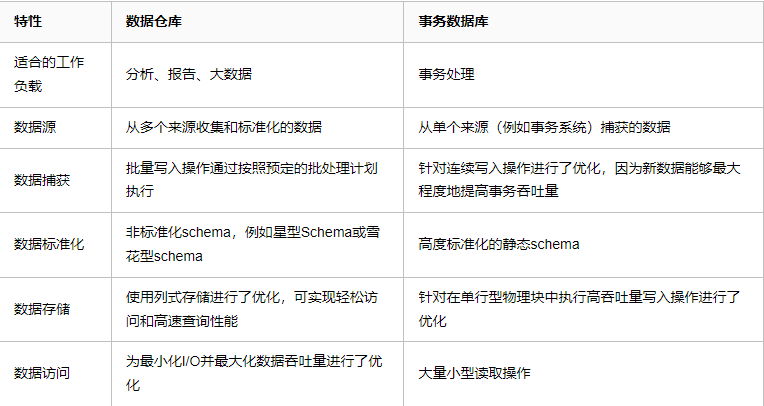 特性
数据仓库
事务数据库
适合的工作
负载
分析、报告、大数据
事务处理
数据源
从多个来源收集和标准化的数据
从单个来源（例如事务系统）捕获的数据
数据捕获
批量写入操作通过按照预定的批处理计划
执行
针对连续写入操作进行了优化，因为新数据能够最大
程度地提高事务吞吐量
数据标准化
非标准化schema，例如星型Schema或雪
花型schema
高度标准化的静态schema
数据存储
使用列式存储进行了优化，可实现轻松访
问和高速查询性能
针对在单行型物理块中执行高吞吐量写入操作进行了
优化
数据访问
为最小化I/O并最大化数据吞吐量进行了优
化
大量小型读取操作